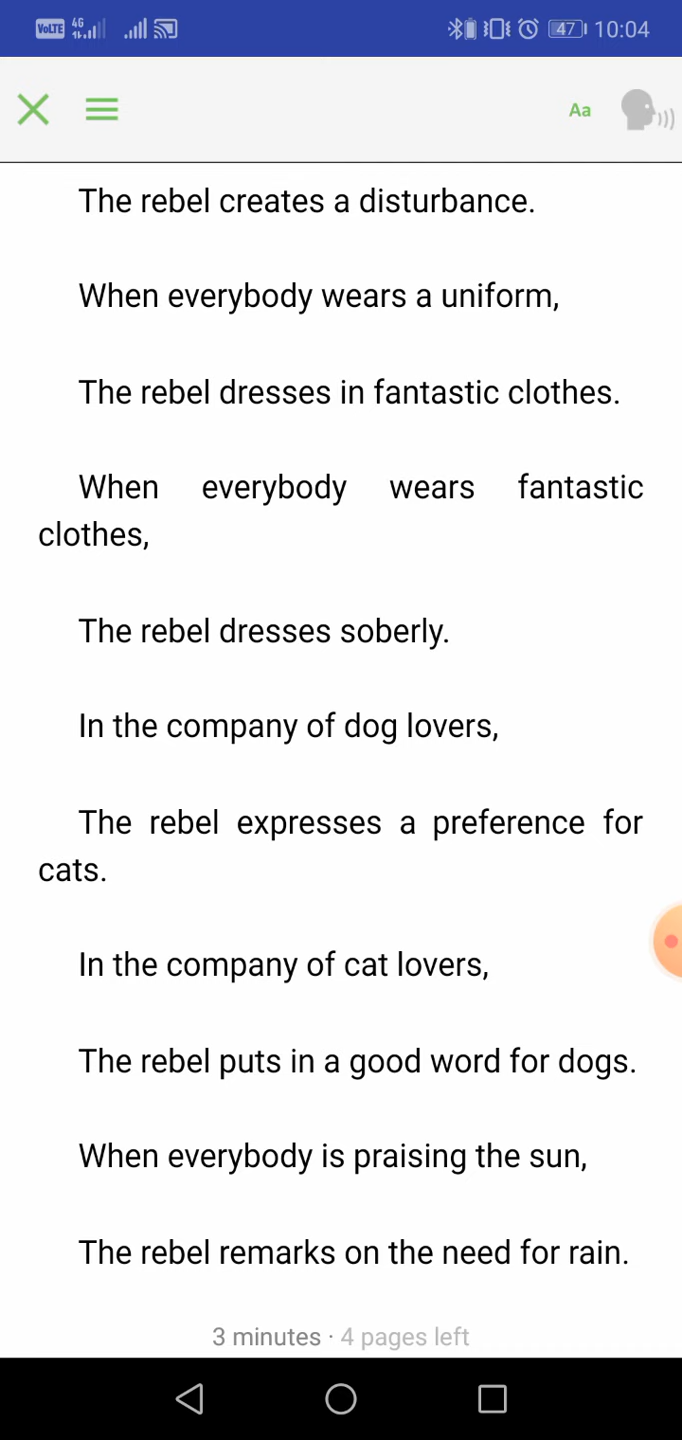 VoLTE 4G 47 10:04
Aa
The rebel creates a disturbance.
When everybody wears a uniform,
The rebel dresses in fantastic clothes.
When everybody wears fantastic
clothes,
The rebel dresses soberly.
In the company of dog lovers,
The rebel expresses a preference for
cats.
In the company of cat lovers,
The rebel puts in a good word for dogs.
When everybody is praising the sun,
The rebel remarks on the need for rain.
3 minutes · 4 pages left